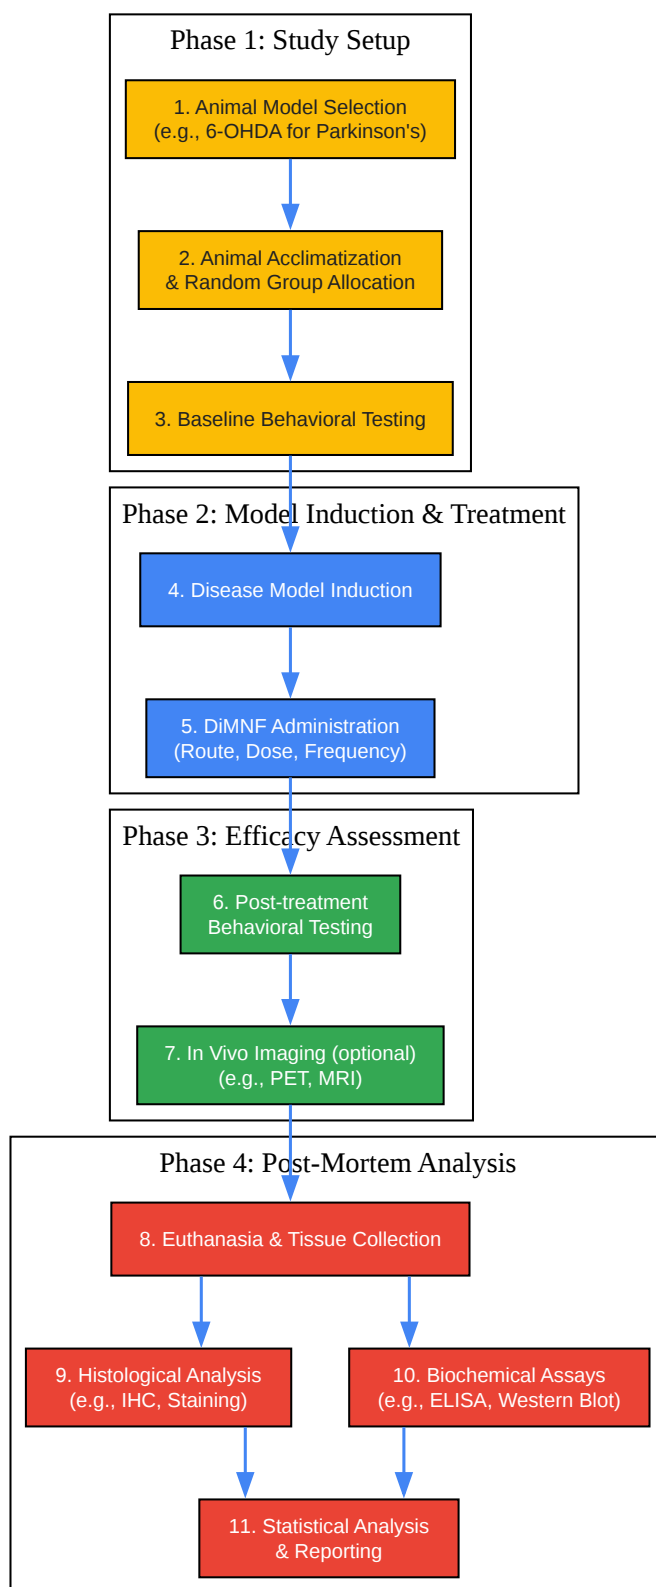 Phase 1: Study Setup
1. Animal Model Selection
(e.g., 6-OHDA for Parkinson's)
2. Animal Acclimatization
& Random Group Allocation
3. Baseline Behavioral Testing
Phase 2: Model Induction & Treatment
4. Disease Model Induction
5. DiMNF Administration
(Route, Dose, Frequency)
Phase 3: Efficacy Assessment
6. Post-treatment
Behavioral Testing
7. In Vivo Imaging (optional)
(e.g., PET, MRI)
Phase 4: Post-Mortem Analysis
8. Euthanasia & Tissue Collection
9. Histological Analysis
(e.g., IHC, Staining)
10. Biochemical Assays
(e.g., ELISA, Western Blot)
11. Statistical Analysis
& Reporting